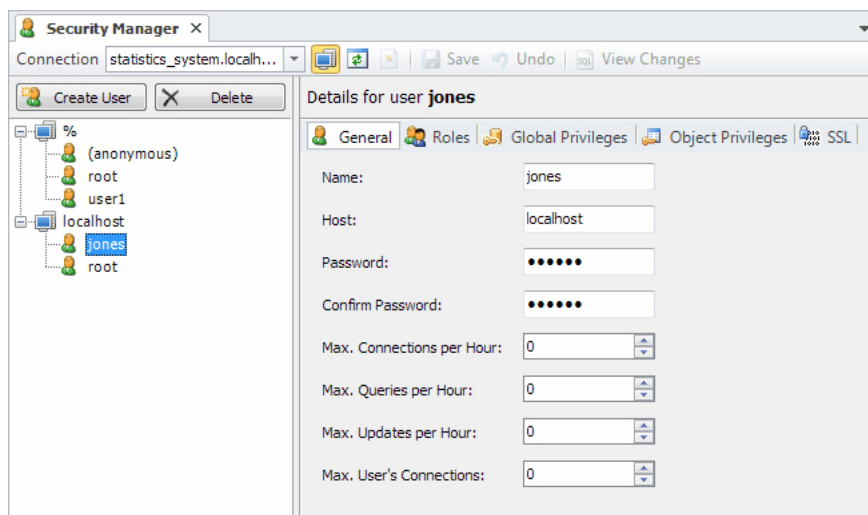 Security Manager
Connection statistics_system.localh... Save Undo View Changes
Create User Delete
%
(anonymous)
root
user1
localhost
jones
root
Details for user jones
General Roles Global Privileges Object Privileges SSL
Name: jones
Host: localhost
Password: ●●●●●●
Confirm Password: ●●●●●●
Max. Connections per Hour: 0
Max. Queries per Hour: 0
Max. Updates per Hour: 0
Max. User's Connections: 0